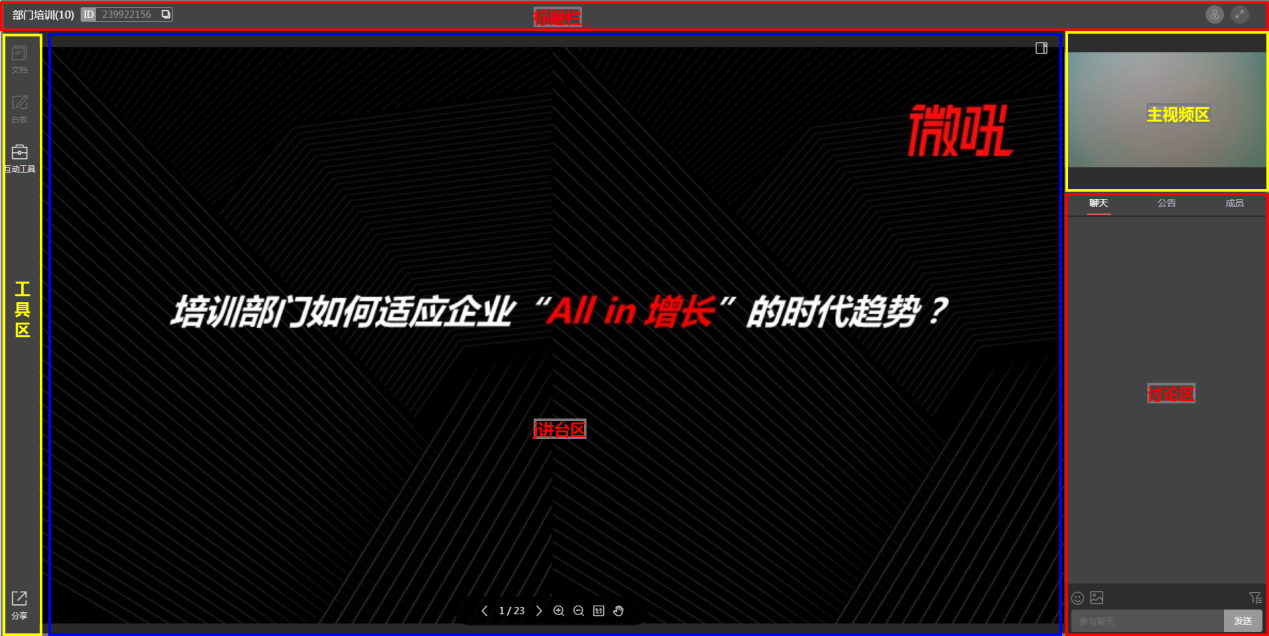 部门培训(10) ID 239922156
标题栏
文档
白板
互动工具
工具区
分享
微吼
培训部门如何适应企业“All in 增长”的时代趋势？
讲台区
1 / 23
1:1
主视频区
聊天 公告 成员
讨论区
参与聊天 发送